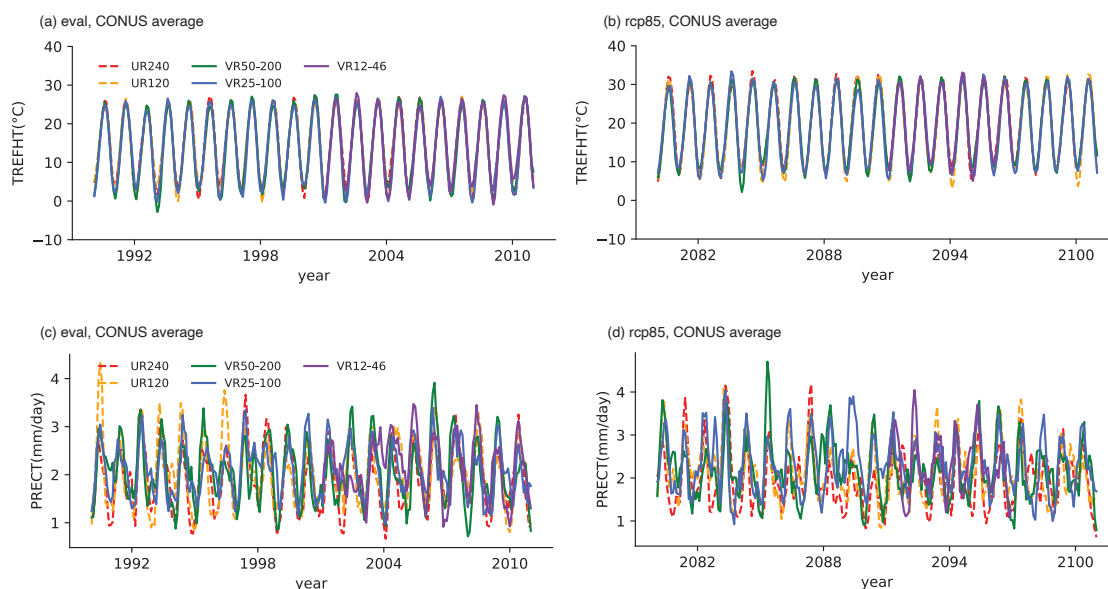 (a) eval, CONUS average
(b) rcp85, CONUS average
40
30
20
10
0
−10
TREFHT(°C)
UR240
UR120
VR50–200
VR25–100
VR12–46
1992
1998
2004
2010
year
40
30
20
10
0
−10
TREFHT(°C)
2082
2088
2094
2100
year
(c) eval, CONUS average
(d) rcp85, CONUS average
4
3
2
1
PRECT(mm/day)
UR240
UR120
VR50–200
VR25–100
VR12–46
1992
1998
2004
2010
year
4
3
2
1
PRECT(mm/day)
2082
2088
2094
2100
year